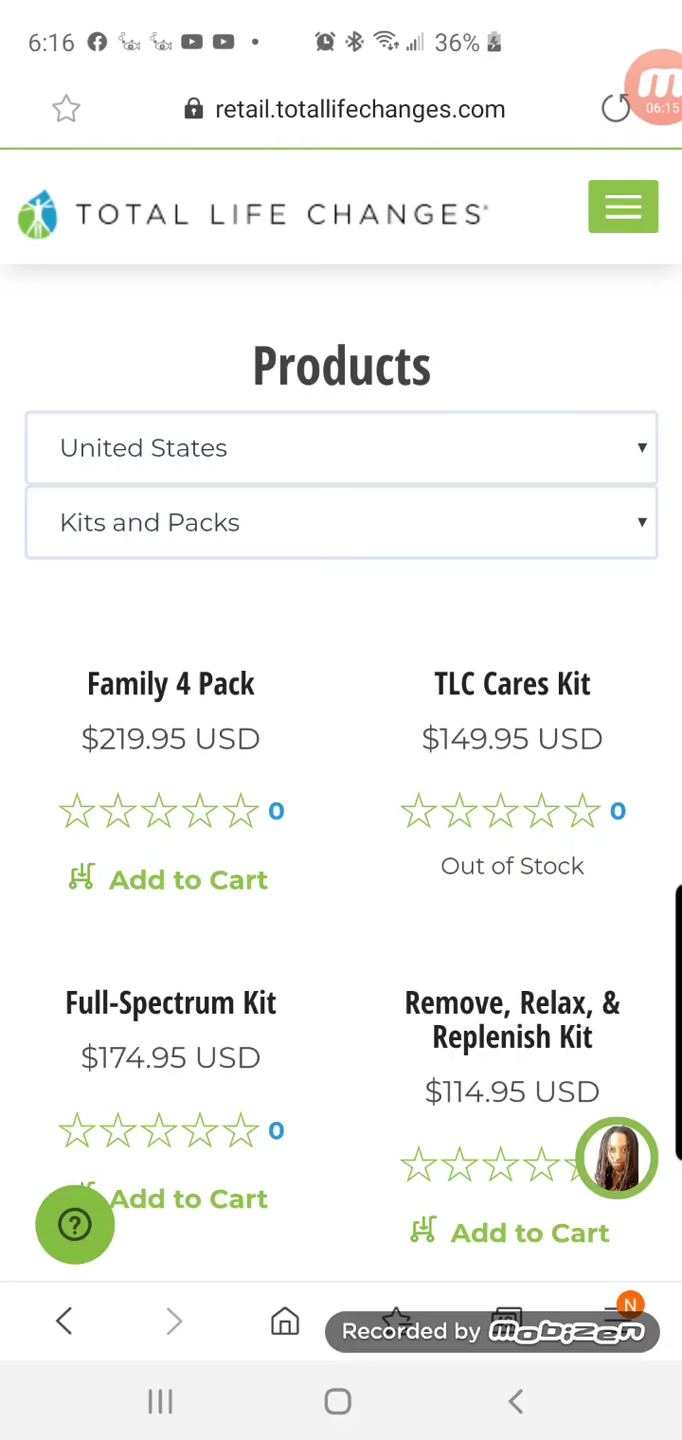 6:16 36%
retail.totallifechanges.com
06:15
TOTAL LIFE CHANGES
Products
United States
Kits and Packs
Family 4 Pack
$219.95 USD
0
Add to Cart
TLC Cares Kit
$149.95 USD
0
Out of Stock
Full-Spectrum Kit
$174.95 USD
0
Add to Cart
Remove, Relax, &
Replenish Kit
$114.95 USD
Add to Cart
?
N
Recorded by mobizen